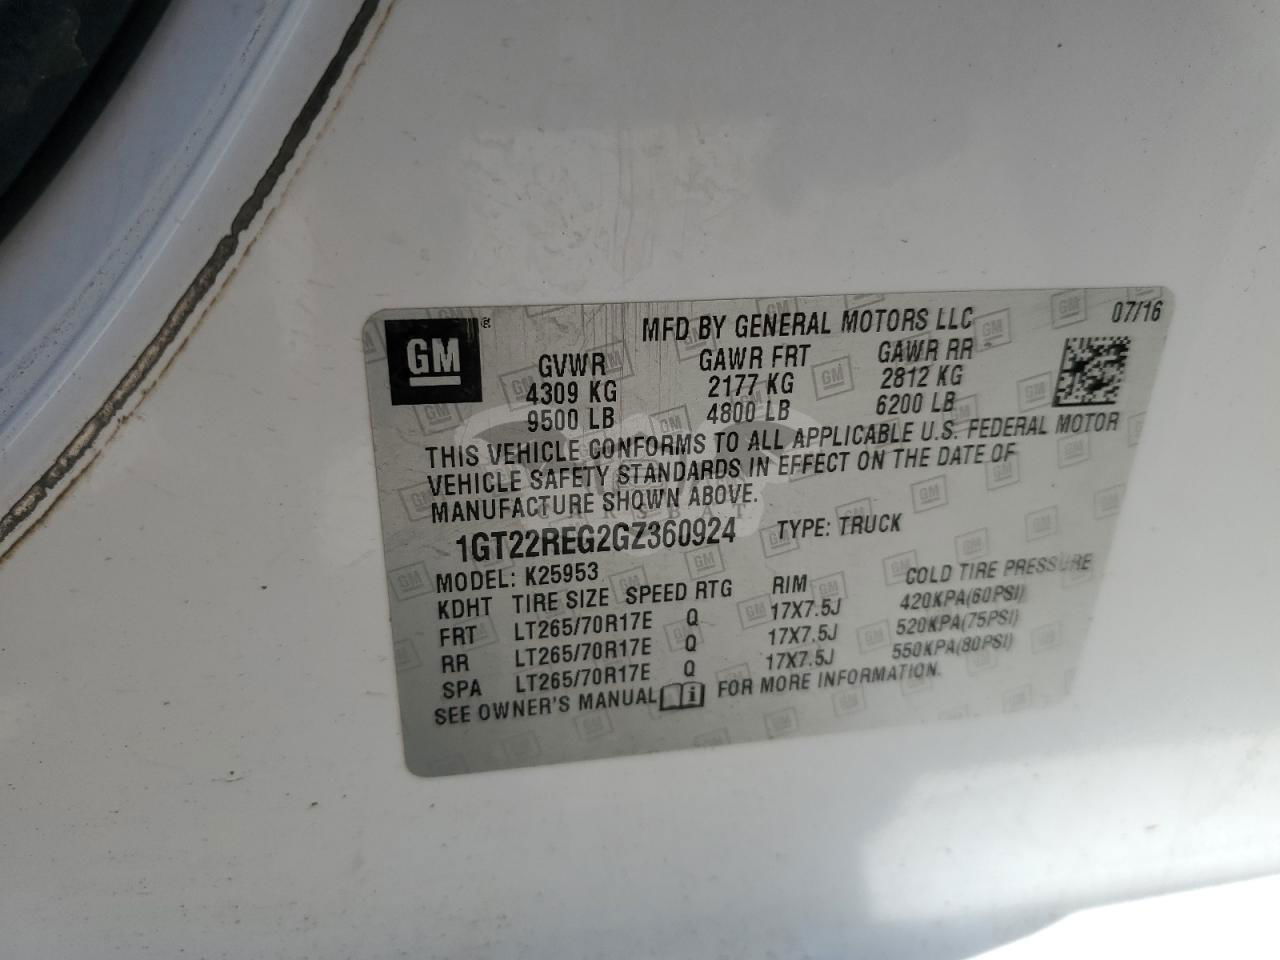 GM
MFD BY GENERAL MOTORS LLC 07/16
GVWR GAWR FRT GAWR RR
4309 KG 2177 KG 2812 KG
9500 LB 4800 LB 6200 LB
THIS VEHICLE CONFORMS TO ALL APPLICABLE U.S. FEDERAL MOTOR
VEHICLE SAFETY STANDARDS IN EFFECT ON THE DATE OF
MANUFACTURE SHOWN ABOVE.
1GT22REG2GZ360924 TYPE: TRUCK
MODEL: K25953
KDHT TIRE SIZE SPEED RTG RIM COLD TIRE PRESSURE
FRT LT265/70R17E Q 17X7.5J 420KPA(60PSI)
RR LT265/70R17E Q 17X7.5J 520KPA(75PSI)
SPA LT265/70R17E Q 17X7.5J 550KPA(80PSI)
SEE OWNER'S MANUAL FOR MORE INFORMATION.